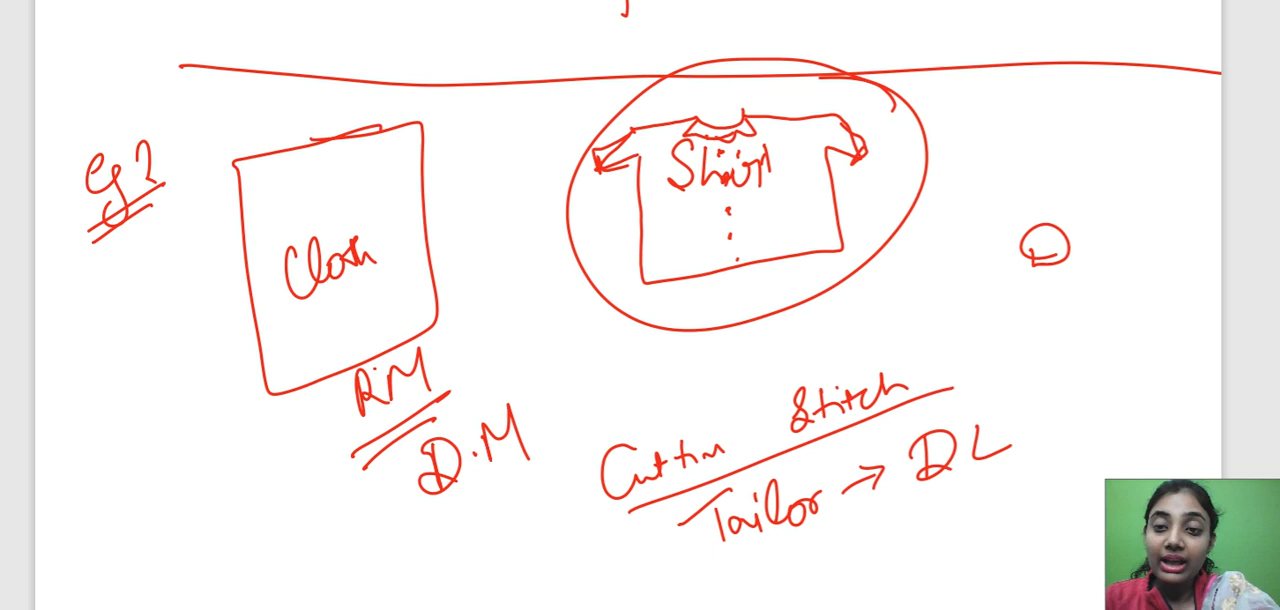 Eg 2
Cloth
Shirt
R.M
D.M
Cuttin Stitch
Tailor → DL